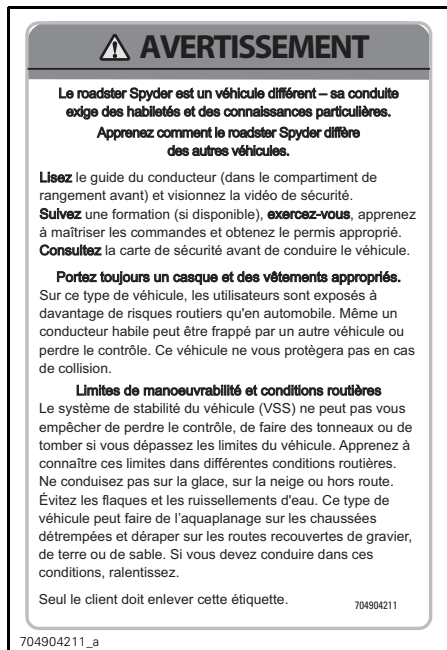 AVERTISSEMENT
Le roadster Spyder est un véhicule différent – sa conduite
exige des habiletés et des connaissances particulières.
Apprenez comment le roadster Spyder diffère
des autres véhicules.
Lisez le guide du conducteur (dans le compartiment de
rangement avant) et visionnez la vidéo de sécurité.
Suivez une formation (si disponible), exercez-vous, apprenez
à maîtriser les commandes et obtenez le permis approprié.
Consultez la carte de sécurité avant de conduire le véhicule.
Portez toujours un casque et des vêtements appropriés.
Sur ce type de véhicule, les utilisateurs sont exposés à
davantage de risques routiers qu'en automobile. Même un
conducteur habile peut être frappé par un autre véhicule ou
perdre le contrôle. Ce véhicule ne vous protègera pas en cas
de collision.
Limites de manoeuvrabilité et conditions routières
Le système de stabilité du véhicule (VSS) ne peut pas vous
empêcher de perdre le contrôle, de faire des tonneaux ou de
tomber si vous dépassez les limites du véhicule. Apprenez à
connaître ces limites dans différentes conditions routières.
Ne conduisez pas sur la glace, sur la neige ou hors route.
Évitez les flaques et les ruissellements d'eau. Ce type de
véhicule peut faire de l'aquaplanage sur les chaussées
détrempées et déraper sur les routes recouvertes de gravier,
de terre ou de sable. Si vous devez conduire dans ces
conditions, ralentissez.
Seul le client doit enlever cette étiquette. 704904211
704904211_a